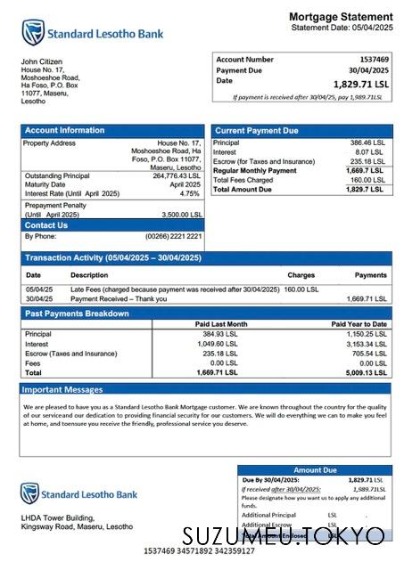 Mortgage Statement
Statement Date: 05/04/2025
Standard Lesotho Bank
John Citizen
House No. 17,
Moshoeshoe Road,
Ha Foso, P.O. Box
11077, Maseru,
Lesotho
Account Number 1537469
Payment Due 30/04/2025
Date
1,829.71 LSL
If payment is received after 30/04/25, pay 1,989.71LSL
Account Information
Property Address House No. 17,
Moshoeshoe Road, Ha
Foso, P.O. Box 11077,
Maseru, Lesotho
Outstanding Principal 264,776.43 LSL
Maturity Date April 2025
Interest Rate (Until April 2025) 4.75%
Prepayment Penalty
(Until April 2025) 3,500.00 LSL
Contact Us
By Phone: (00266) 2221 2221
Current Payment Due
Principal 386.46 LSL
Interest 8.07 LSL
Escrow (for Taxes and Insurance) 235.18 LSL
Regular Monthly Payment 1,669.7 LSL
Total Fees Charged 160.00 LSL
Total Amount Due 1,829.7 LSL
Transaction Activity (05/04/2025 – 30/04/2025)
Date Description Charges Payments
05/04/25 Late Fees (charged because payment was received after 30/04/2025) 160.00 LSL
30/04/25 Payment Received – Thank you 1,669.71 LSL
Past Payments Breakdown
Paid Last Month Paid Year to Date
Principal 384.93 LSL 1,150.25 LSL
Interest 1,049.60 LSL 3,153.34 LSL
Escrow (Taxes and Insurance) 235.18 LSL 705.54 LSL
Fees 0.00 LSL 0.00 LSL
Total 1,669.71 LSL 5,009.13 LSL
Important Messages
We are pleased to have you as a Standard Lesotho Bank Mortgage customer. We are known throughout the country for the quality
of our serviceand our dedication to providing financial security for our customers. We will do everything we can to make you feel
at home, and toensure you receive the friendly, professional service you deserve.
Standard Lesotho Bank
LHDA Tower Building,
Kingsway Road, Maseru, Lesotho
Amount Due
Due By 30/04/2025: 1,829.71 LSL
If received after 30/04/25: 1,989.71LSL
Please designate how you want us to apply any additional
funds.
Additional Principal LSL .
Additional Escrow LSL
Total Amount Enclosed LSL
SUZUMEU.TOKYO
1537469 34571892 342359127